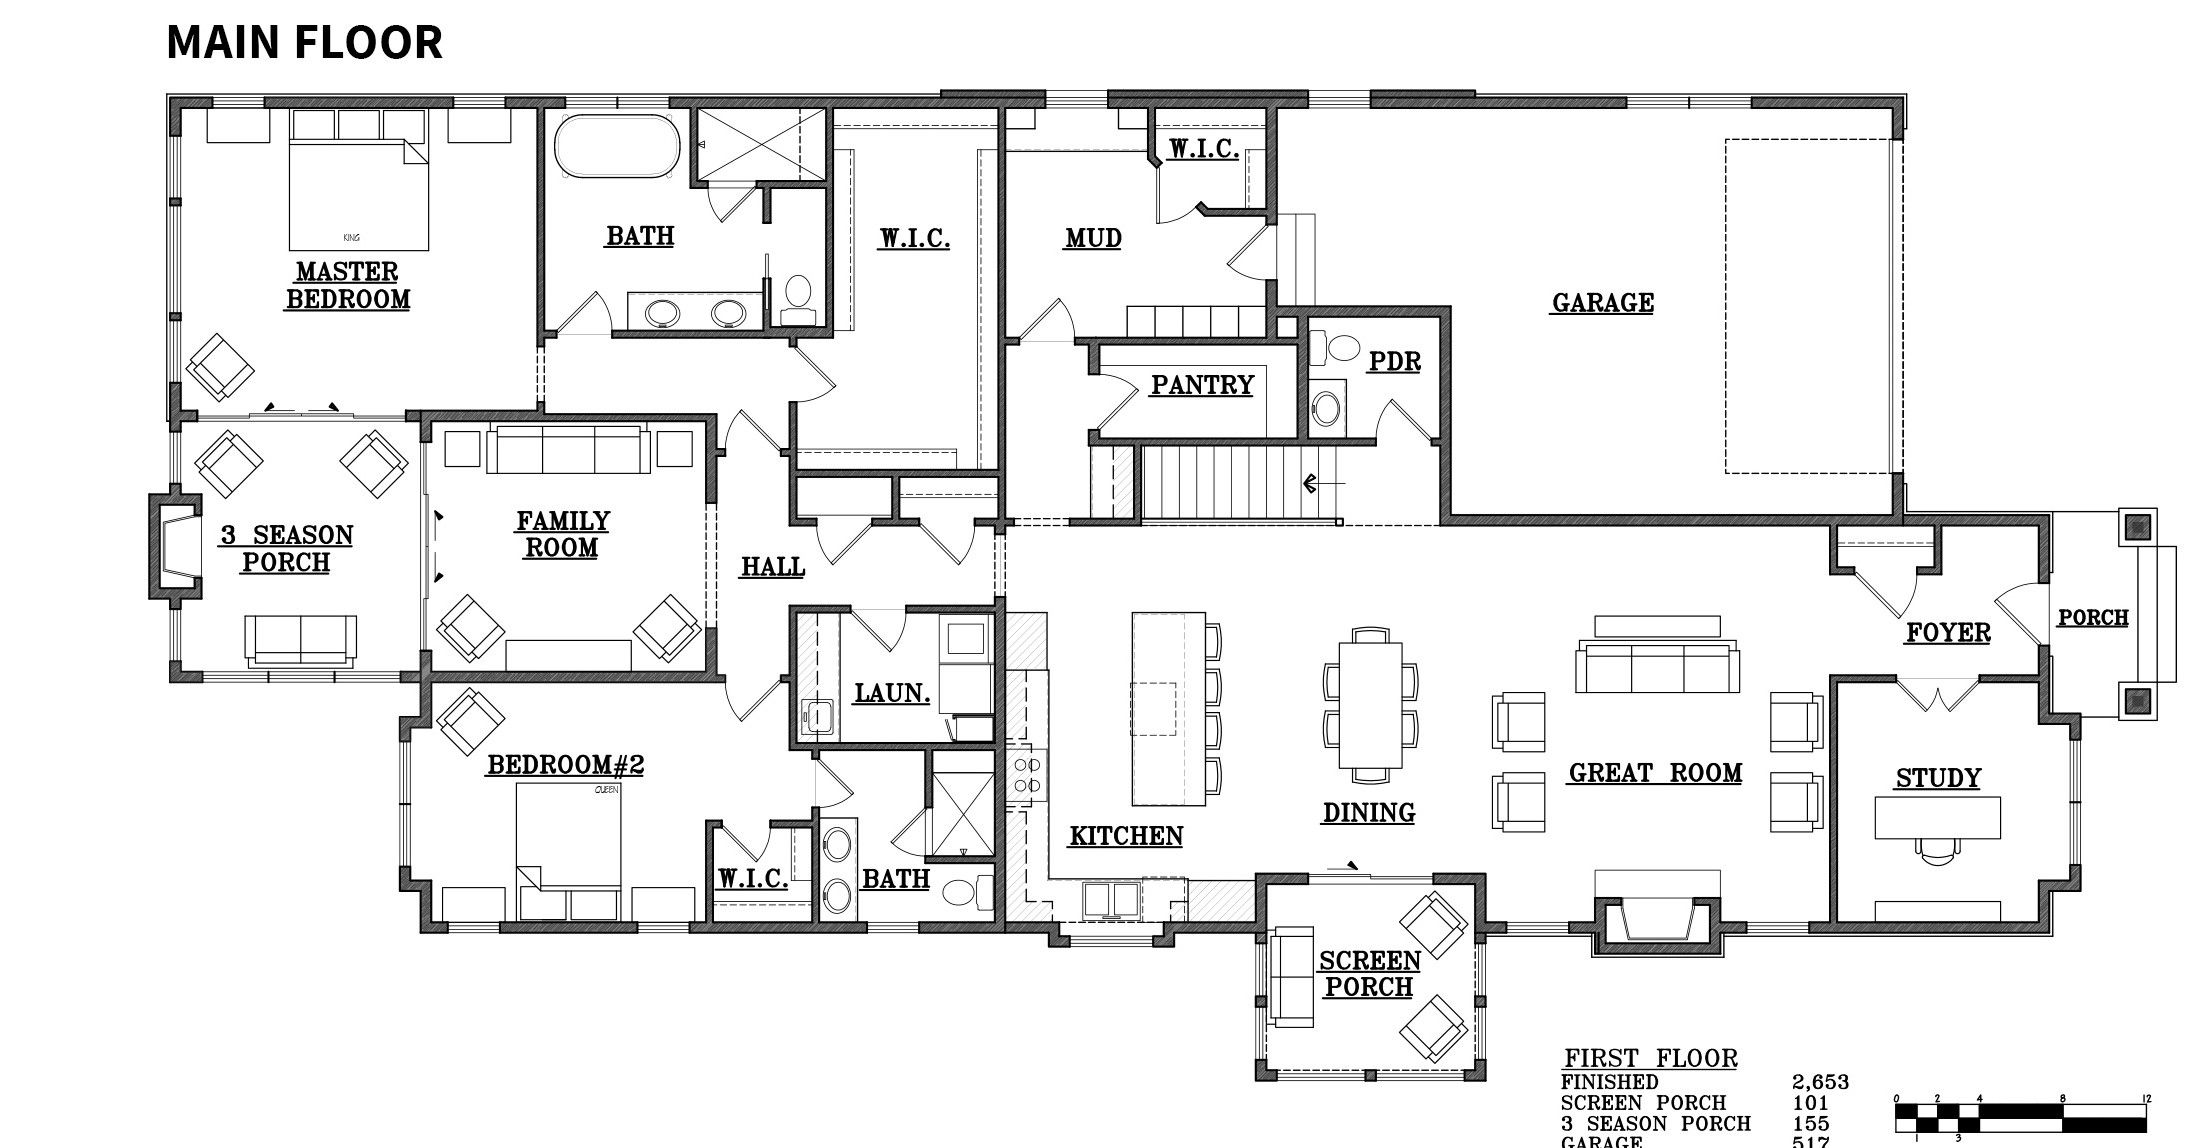 MAIN FLOOR
W.I.C.
BATH
W.I.C.
MUD
KING
MASTER
BEDROOM
GARAGE
PDR
PANTRY
3 SEASON
PORCH
FAMILY
ROOM
HALL
PORCH
FOYER
LAUN.
BEDROOM#2
QUEEN
GREAT ROOM
STUDY
DINING
KITCHEN
W.I.C.
BATH
SCREEN
PORCH
FIRST FLOOR
FINISHED 2,653
SCREEN PORCH 101
3 SEASON PORCH 155
GARAGE 517
0 2 4 8 12
1 3